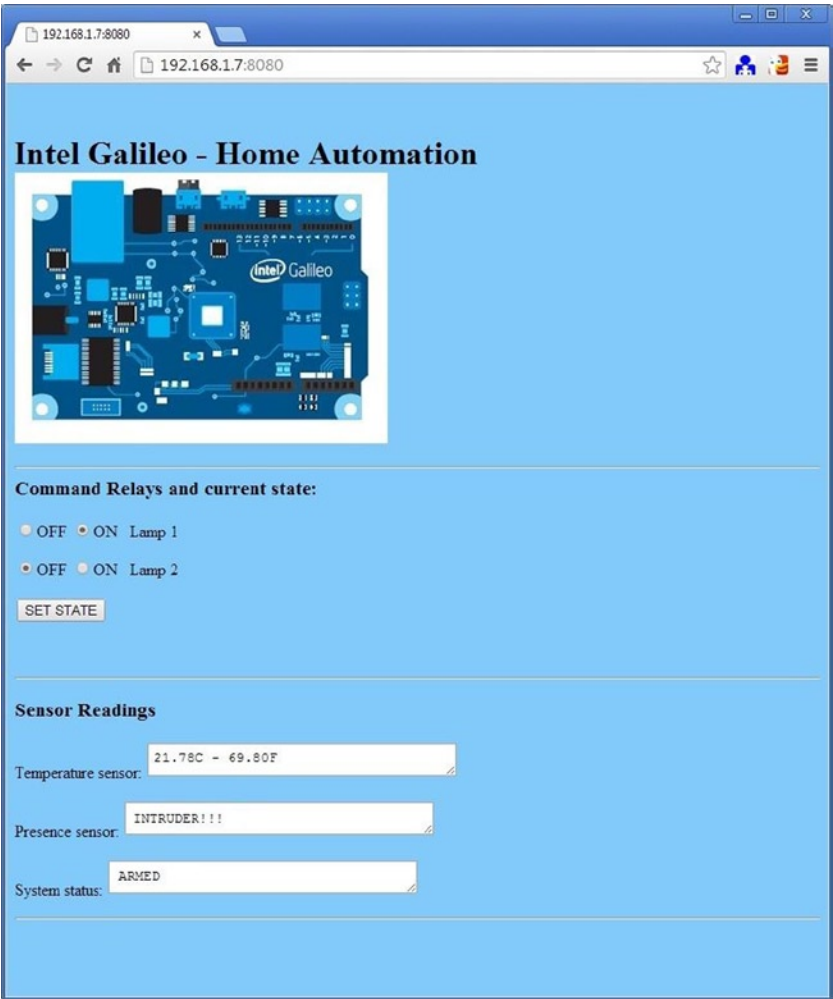 192.168.1.7:8080
192.168.1.7:8080
Intel Galileo - Home Automation
intel Galileo
Command Relays and current state:
OFF ON Lamp 1
OFF ON Lamp 2
SET STATE
Sensor Readings
Temperature sensor: 21.78C - 69.80F
Presence sensor: INTRUDER!!!
System status: ARMED